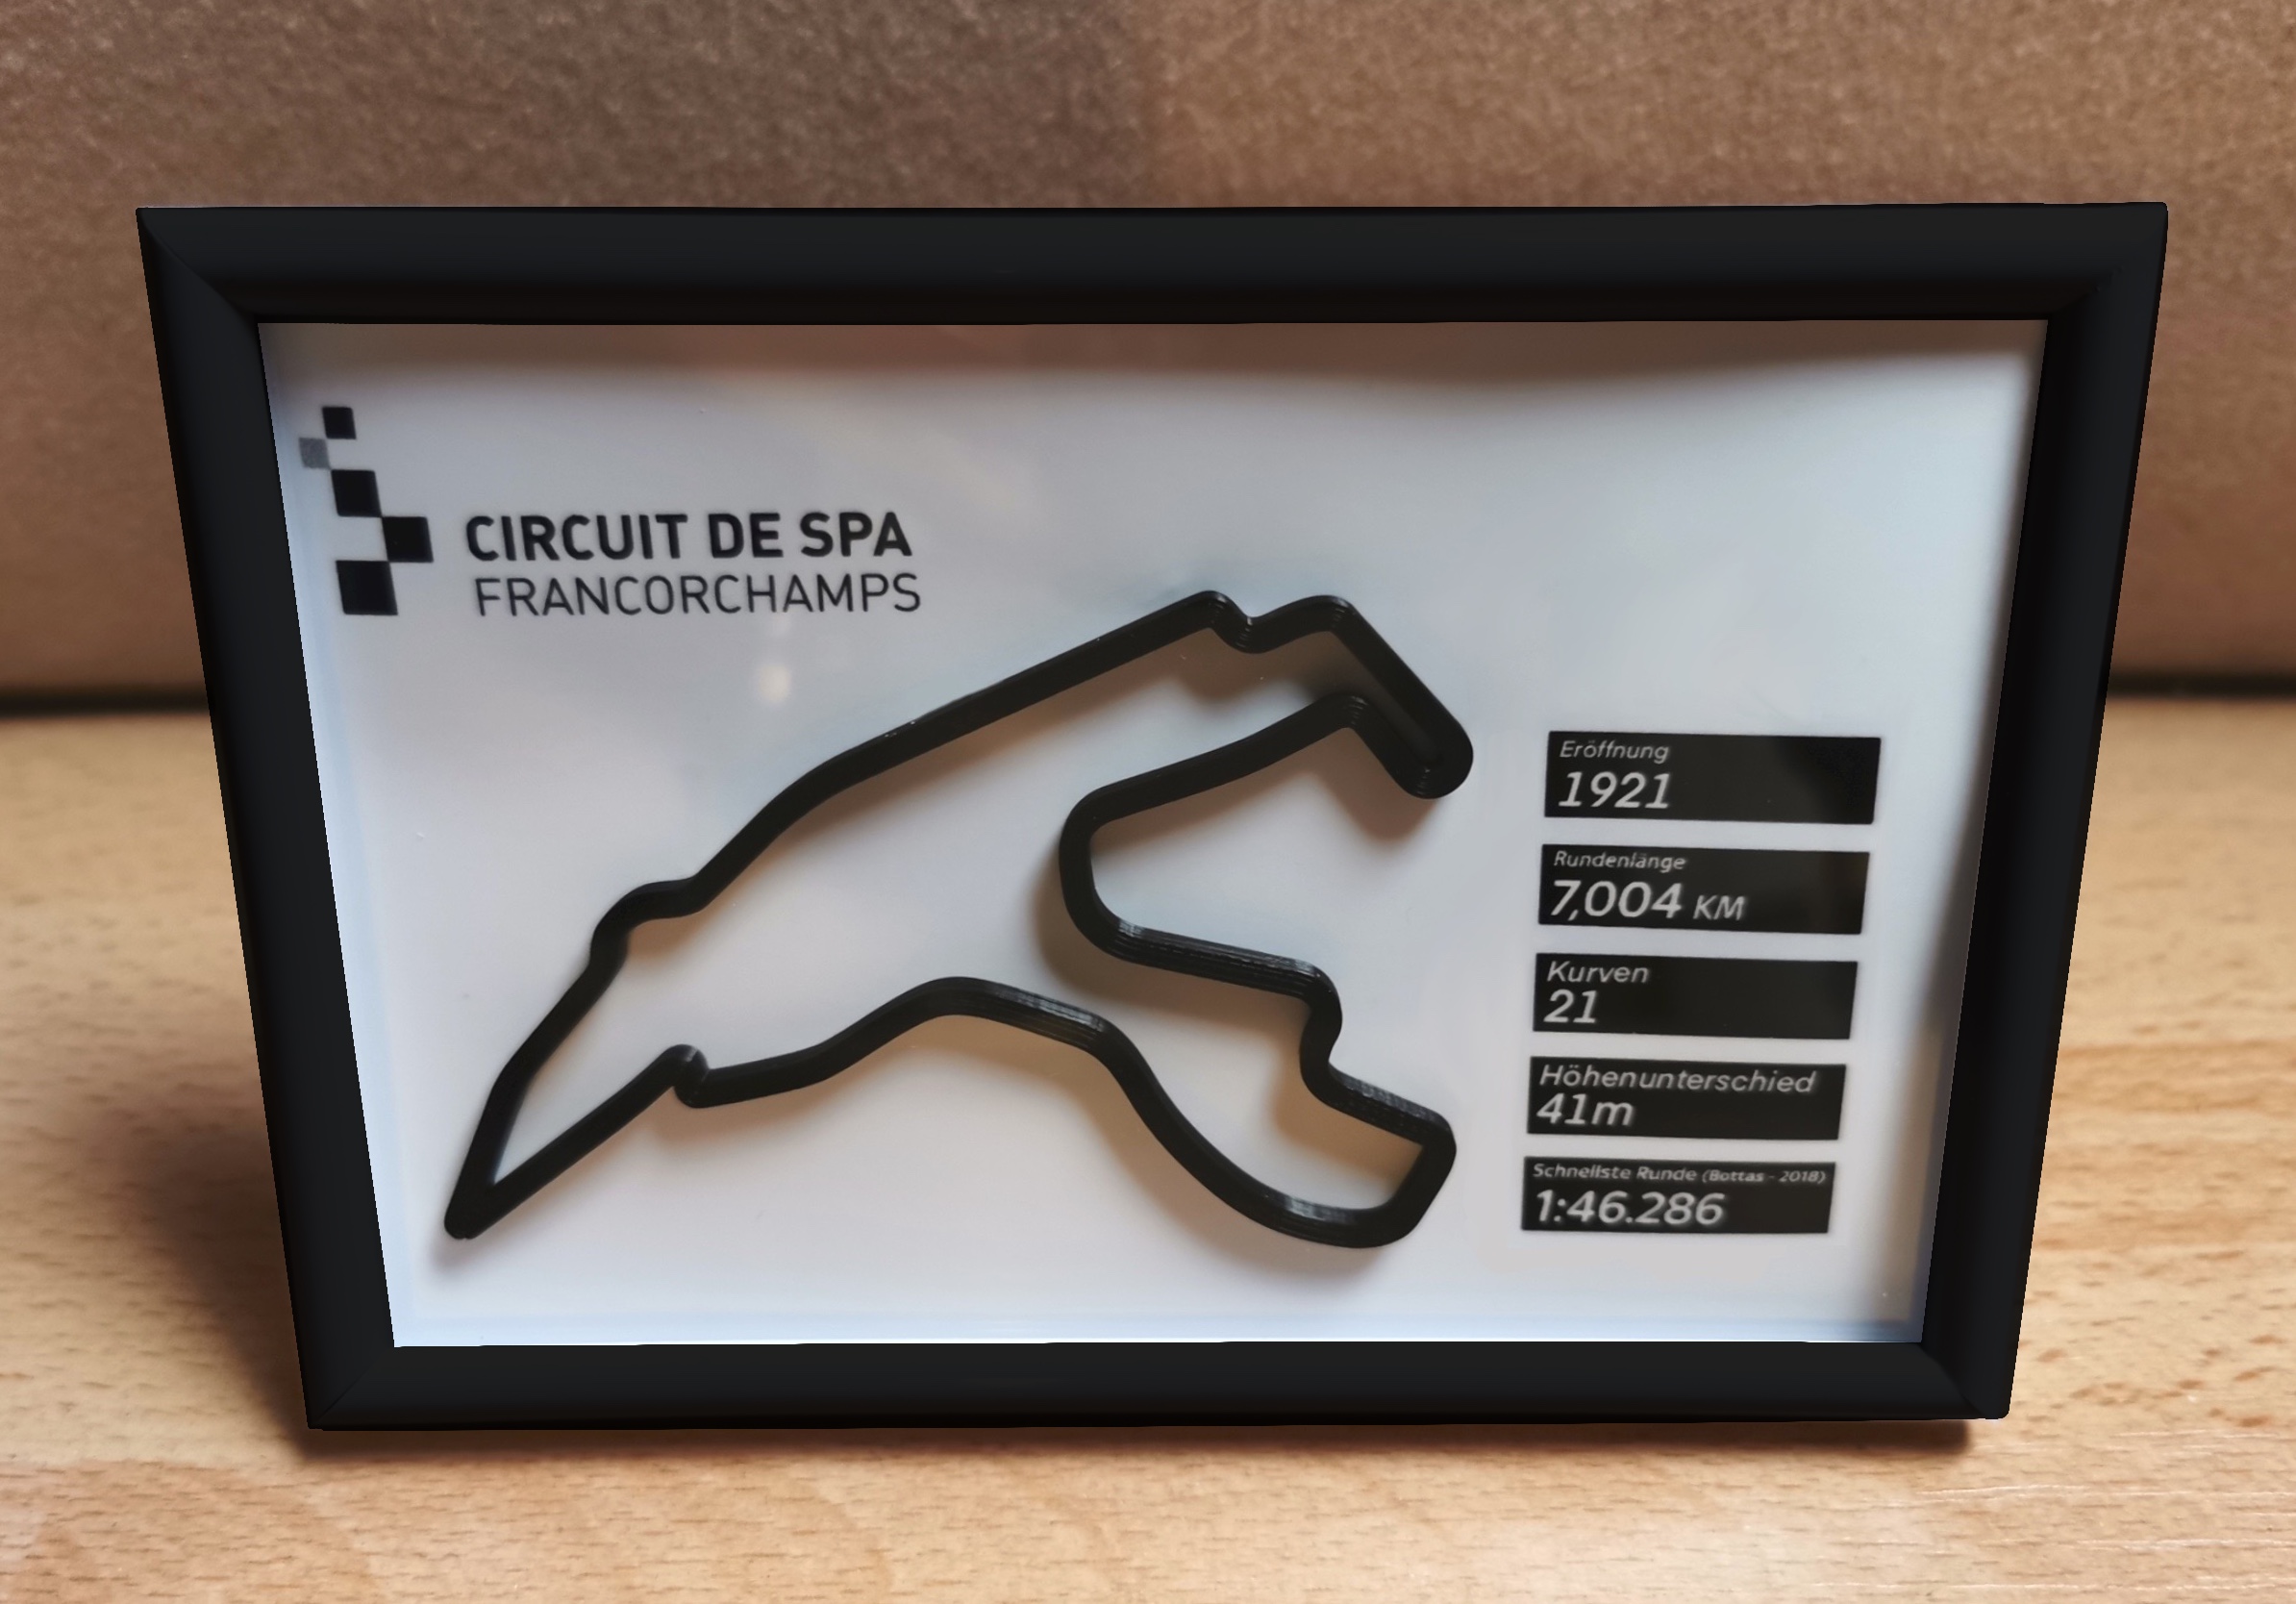 CIRCUIT DE SPA
FRANCORCHAMPS
Eröffnung
1921
Rundenlänge
7,004 KM
Kurven
21
Höhenunterschied
41m
Schnellste Runde (Bottas - 2018)
1:46.286